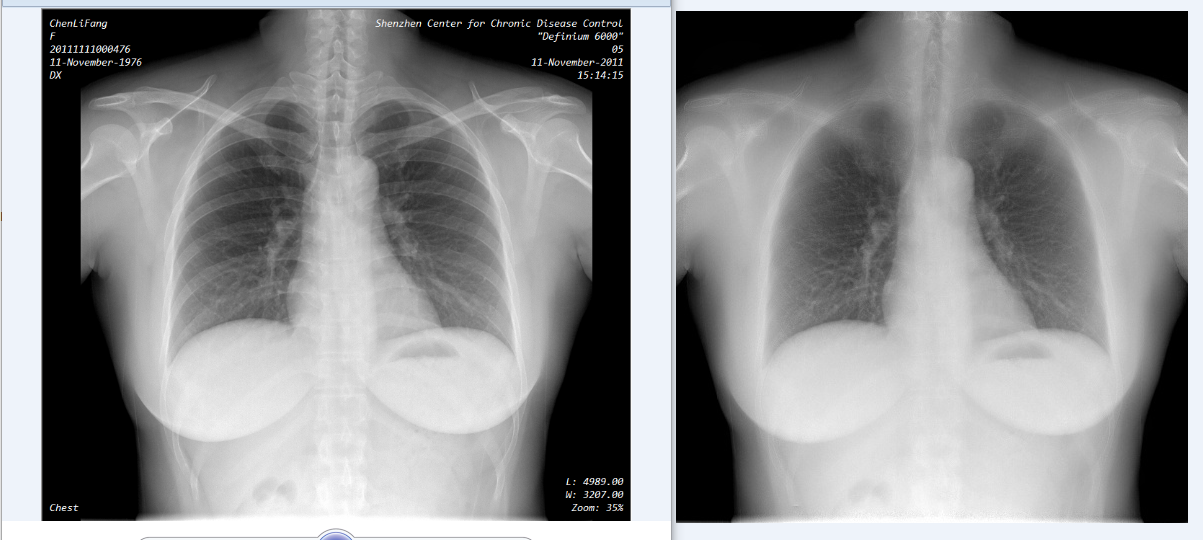 ChenLiFang
F
20111111000476
11-November-1976
DX
Shenzhen Center for Chronic Disease Control
"Definium 6000"
05
11-November-2011
15:14:15
Chest
L: 4989.00
W: 3207.00
Zoom: 35%